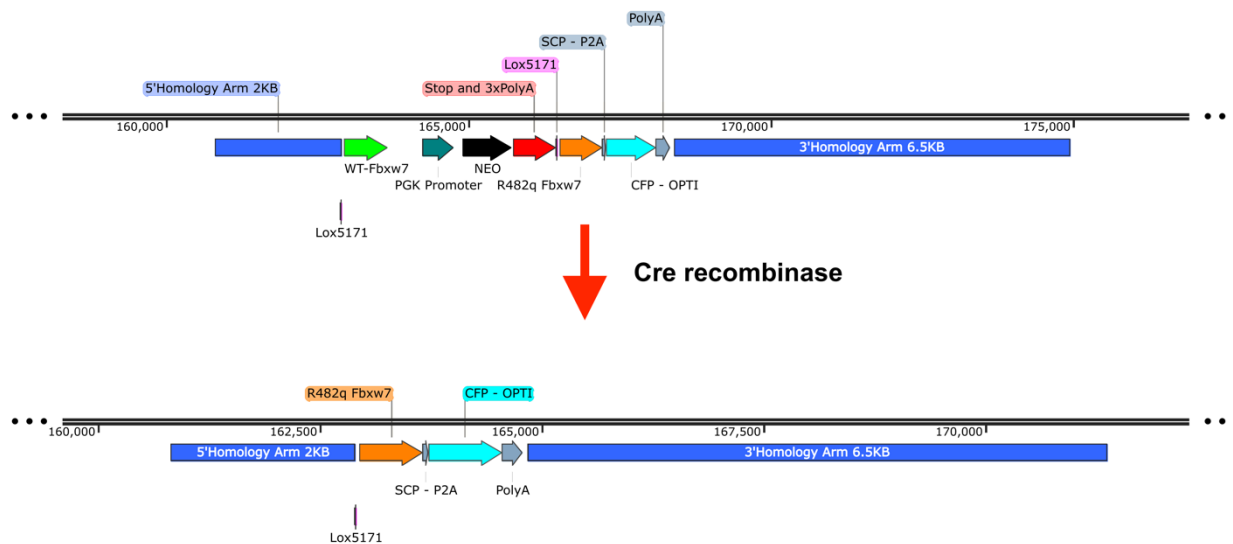 PolyA
SCP - P2A
Lox5171
5'Homology Arm 2KB
Stop and 3xPolyA
160,000
165,000
170,000
175,000
3'Homology Arm 6.5KB
WT-Fbxw7
NEO
PGK Promoter
R482q Fbxw7
CFP - OPTI
Lox5171
Cre recombinase
R482q Fbxw7
CFP - OPTI
160,000
162,500
165,000
167,500
170,000
5'Homology Arm 2KB
3'Homology Arm 6.5KB
SCP - P2A
PolyA
Lox5171